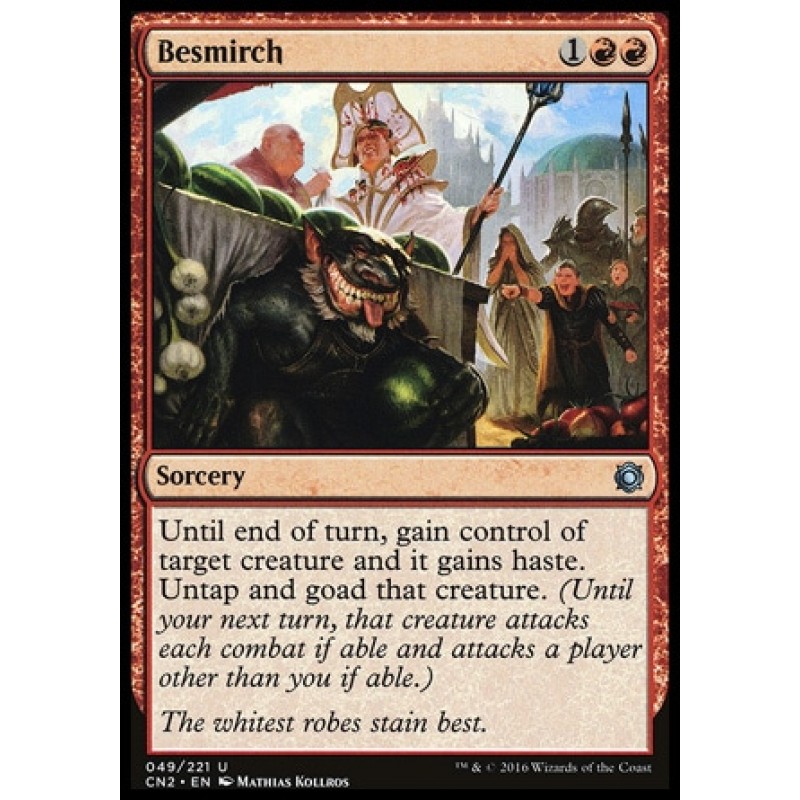 Besmirch 1
Sorcery
Until end of turn, gain control of
target creature and it gains haste.
Untap and goad that creature. (Until
your next turn, that creature attacks
each combat if able and attacks a player
other than you if able.)
The whitest robes stain best.
049/221 U
CN2 • EN Mathias Kollros
™ & © 2016 Wizards of the Coast